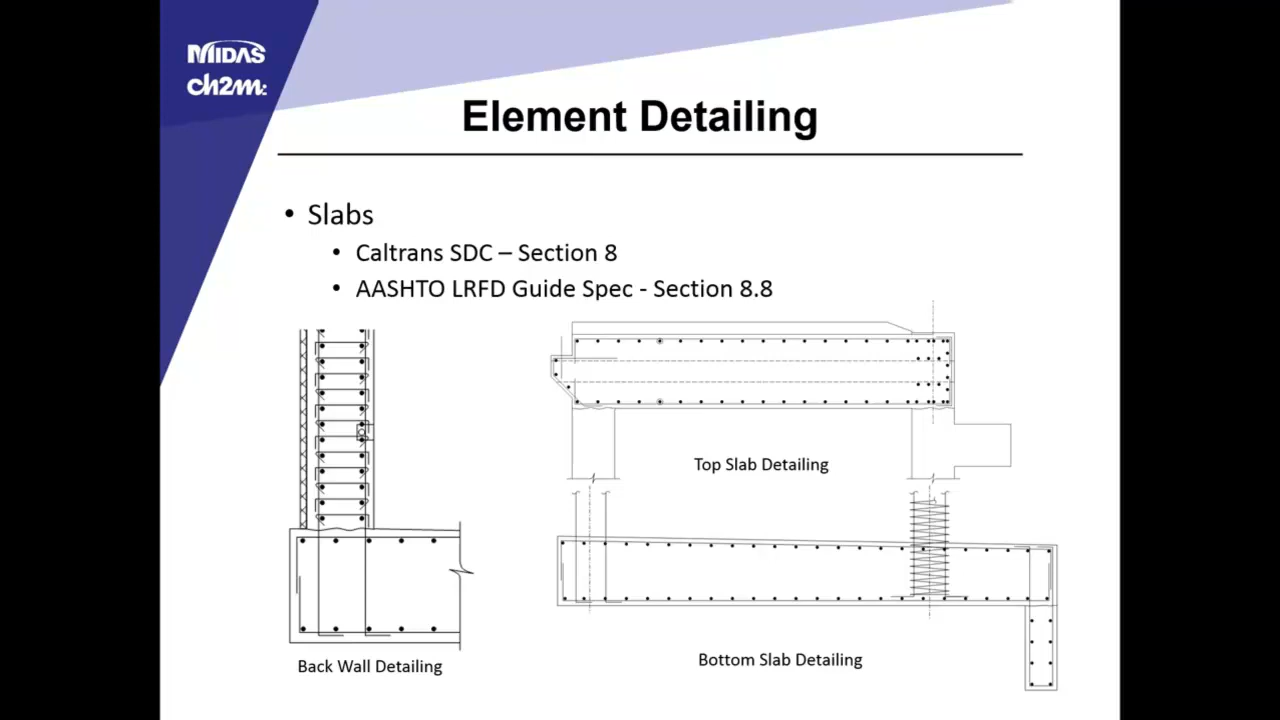 MIDAS
ch2m:
Element Detailing
• Slabs
• Caltrans SDC – Section 8
• AASHTO LRFD Guide Spec - Section 8.8
Top Slab Detailing
Back Wall Detailing
Bottom Slab Detailing